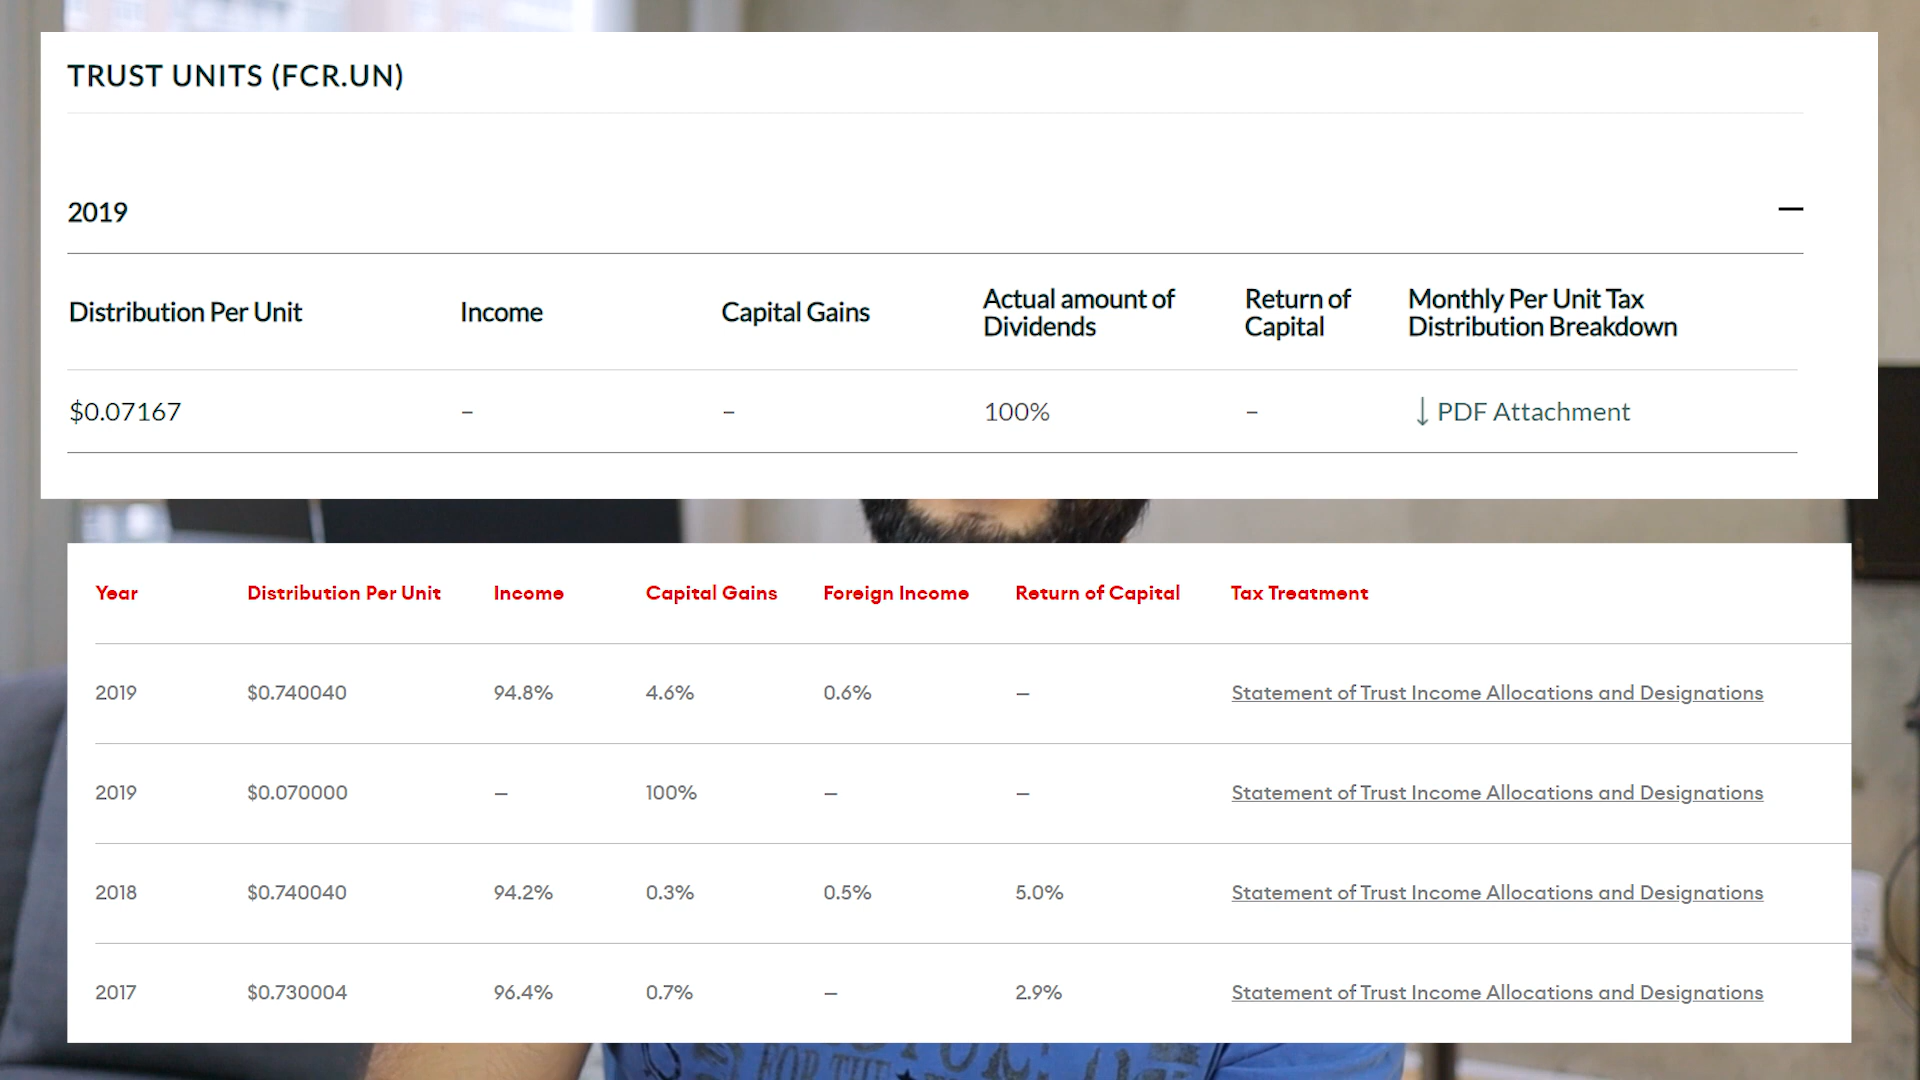 TRUST UNITS (FCR.UN)
2019 —
Distribution Per Unit Income Capital Gains Actual amount of Dividends Return of Capital Monthly Per Unit Tax Distribution Breakdown
$0.07167 – – 100% – ↓ PDF Attachment
Year Distribution Per Unit Income Capital Gains Foreign Income Return of Capital Tax Treatment
2019 $0.740040 94.8% 4.6% 0.6% — Statement of Trust Income Allocations and Designations
2019 $0.070000 — 100% — — Statement of Trust Income Allocations and Designations
2018 $0.740040 94.2% 0.3% 0.5% 5.0% Statement of Trust Income Allocations and Designations
2017 $0.730004 96.4% 0.7% — 2.9% Statement of Trust Income Allocations and Designations
FOR THE